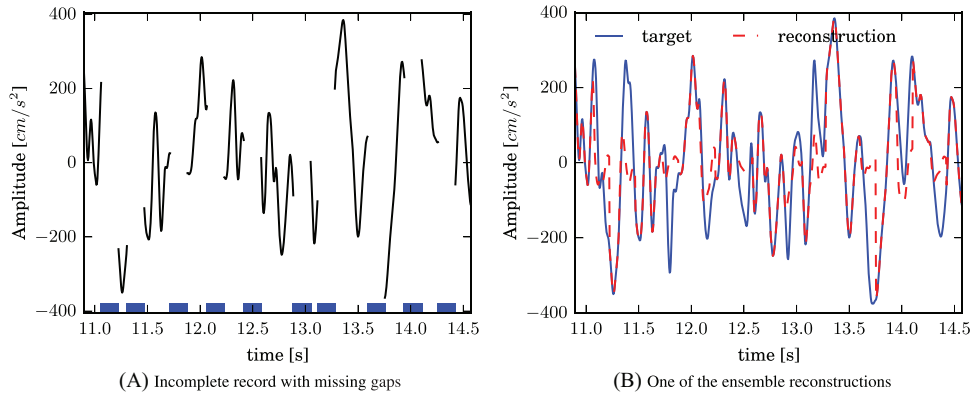 400
200
0
−200
−400
Amplitude [cm/s²]
11.0 11.5 12.0 12.5 13.0 13.5 14.0 14.5
time [s]
(A) Incomplete record with missing gaps
400
200
0
−200
−400
Amplitude [cm/s²]
target reconstruction
11.0 11.5 12.0 12.5 13.0 13.5 14.0 14.5
time [s]
(B) One of the ensemble reconstructions